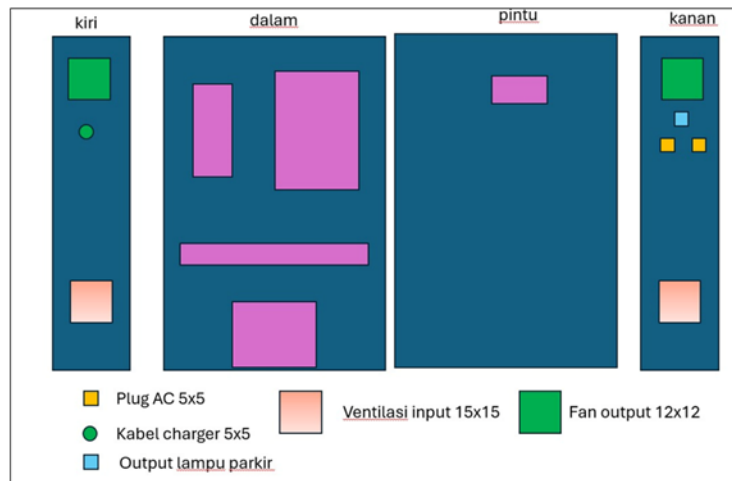 kiri
dalam
pintu
kanan
Plug AC 5x5
Kabel charger 5x5
Output lampu parkir
Ventilasi input 15x15
Fan output 12x12